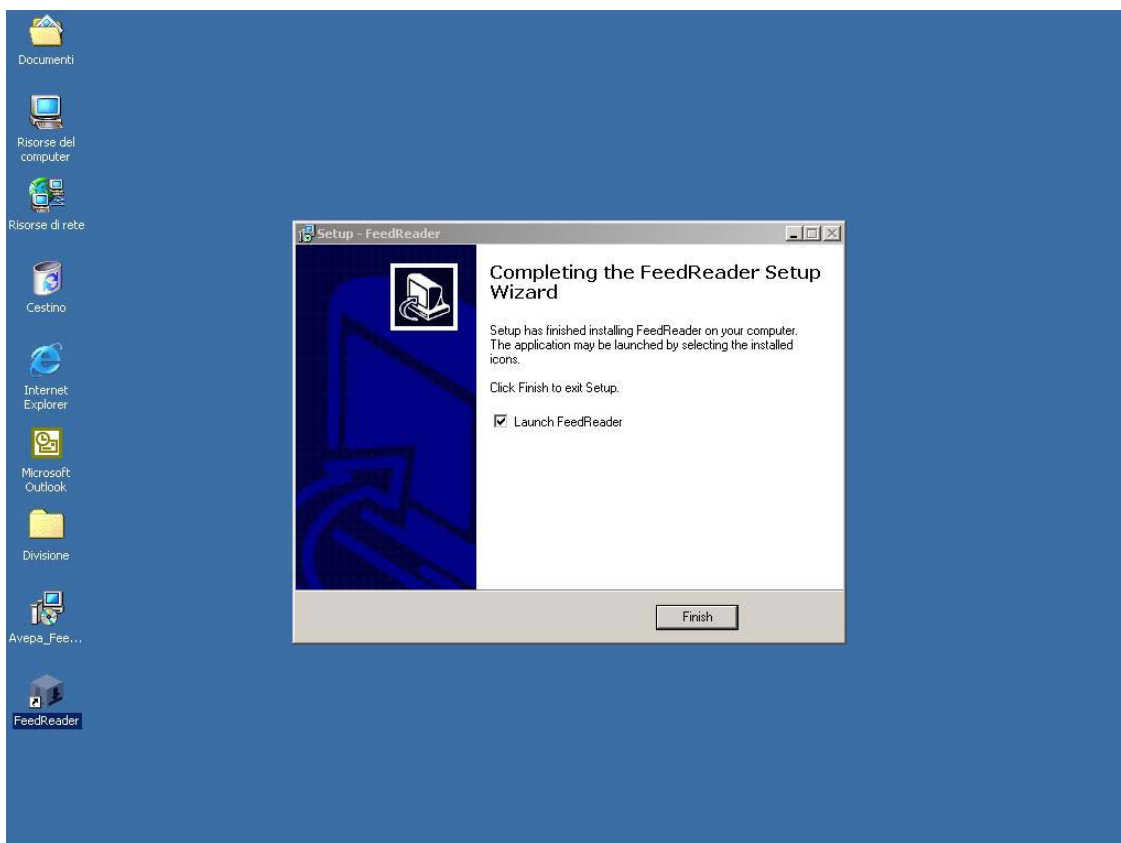 Documenti
Risorse del
computer
Risorse di rete
Cestino
Internet
Explorer
Microsoft
Outlook
Divisione
Avepa_Fee...
FeedReader
Setup - FeedReader
Completing the FeedReader Setup
Wizard
Setup has finished installing FeedReader on your computer.
The application may be launched by selecting the installed
icons.
Click Finish to exit Setup.
Launch FeedReader
Finish